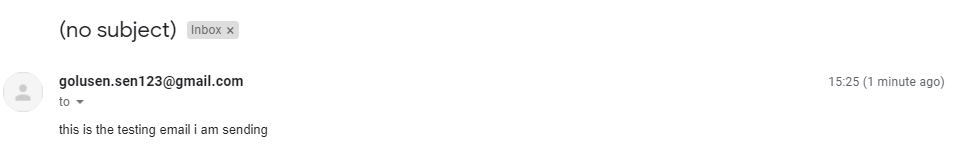 (no subject) Inbox ×
golusen.sen123@gmail.com 15:25 (1 minute ago)
to
this is the testing email i am sending